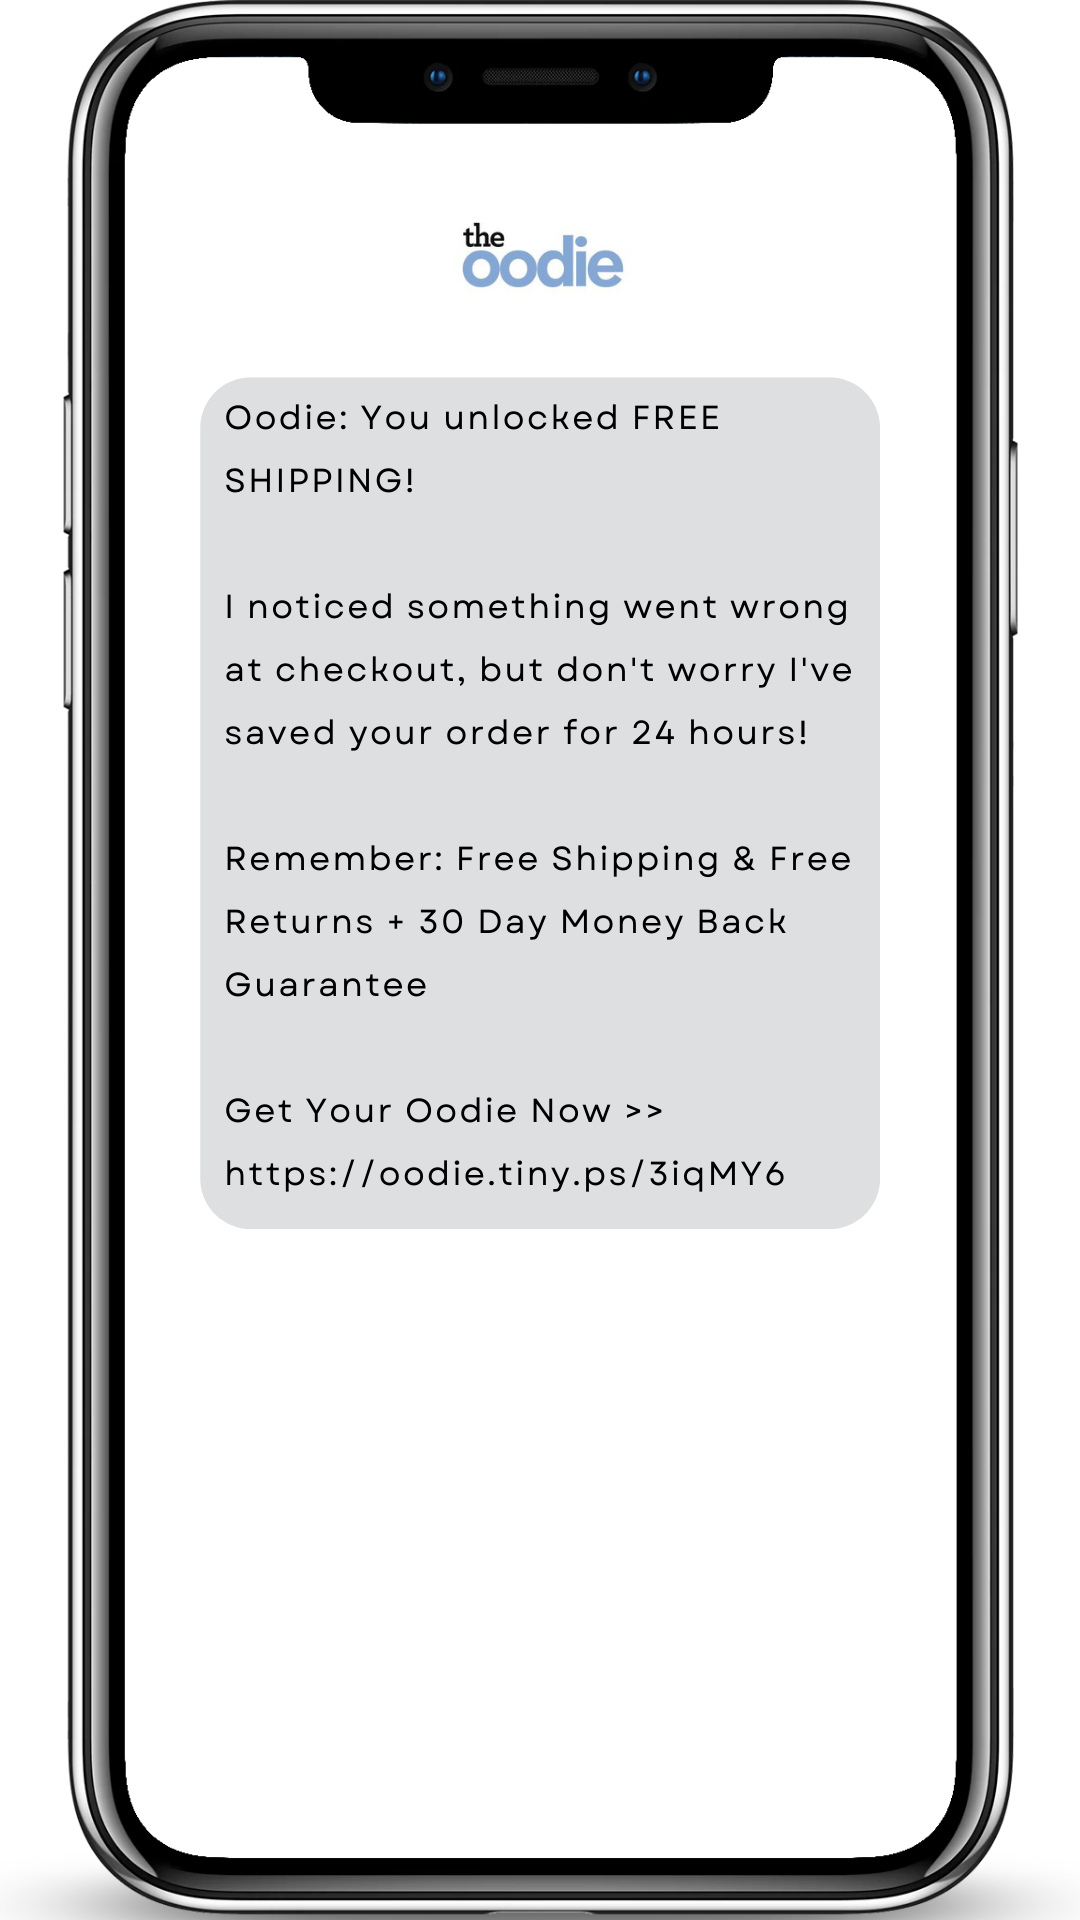 the
oodie
Oodie: You unlocked FREE
SHIPPING!
I noticed something went wrong
at checkout, but don't worry I've
saved your order for 24 hours!
Remember: Free Shipping & Free
Returns + 30 Day Money Back
Guarantee
Get Your Oodie Now >>
https://oodie.tiny.ps/3iqMY6